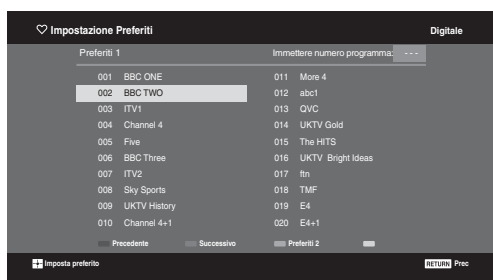 Impostazione Preferiti Digitale
Preferiti 1 Immettere numero programma: - - -
001 BBC ONE 011 More 4
002 BBC TWO 012 abc1
003 ITV1 013 QVC
004 Channel 4 014 UKTV Gold
005 Five 015 The HITS
006 BBC Three 016 UKTV Bright Ideas
007 ITV2 017 ftn
008 Sky Sports 018 TMF
009 UKTV History 019 E4
010 Channel 4+1 020 E4+1
Precedente Successivo Preferiti 2
Imposta preferito RETURN Prec